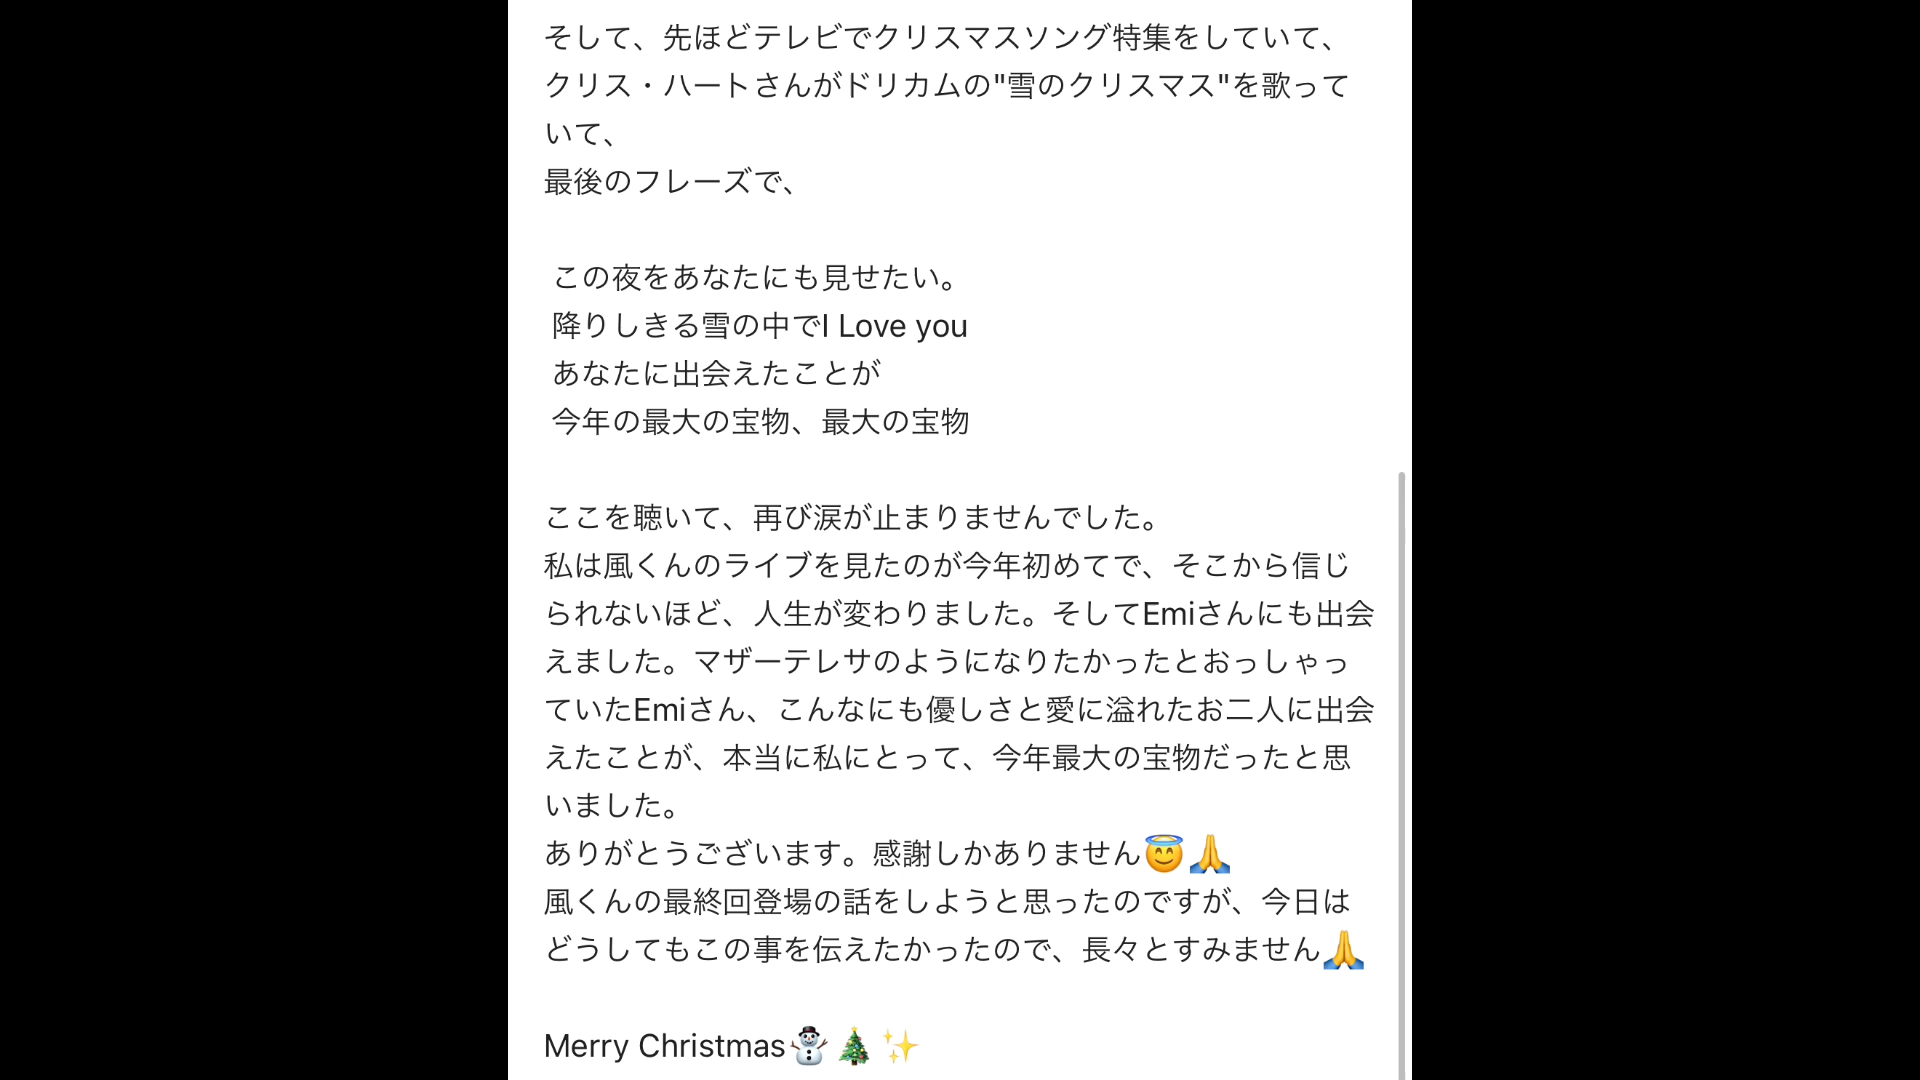 そして、先ほどテレビでクリスマスソング特集をしていて、
クリス・ハートさんがドリカムの"雪のクリスマス"を歌って
いて、
最後のフレーズで、
この夜をあなたにも見せたい。
降りしきる雪の中でI Love you
あなたに出会えたことが
今年の最大の宝物、最大の宝物
ここを聴いて、再び涙が止まりませんでした。
私は風くんのライブを見たのが今年初めてで、そこから信じ
られないほど、人生が変わりました。そしてEmiさんにも出会
えました。マザーテレサのようになりたかったとおっしゃっ
ていたEmiさん、こんなにも優しさと愛に溢れたお二人に出会
えたことが、本当に私にとって、今年最大の宝物だったと思
いました。
ありがとうございます。感謝しかありません😇🙏
風くんの最終回登場の話をしようと思ったのですが、今日は
どうしてもこの事を伝えたかったので、長々とすみません🙏
Merry Christmas⛄🎄✨